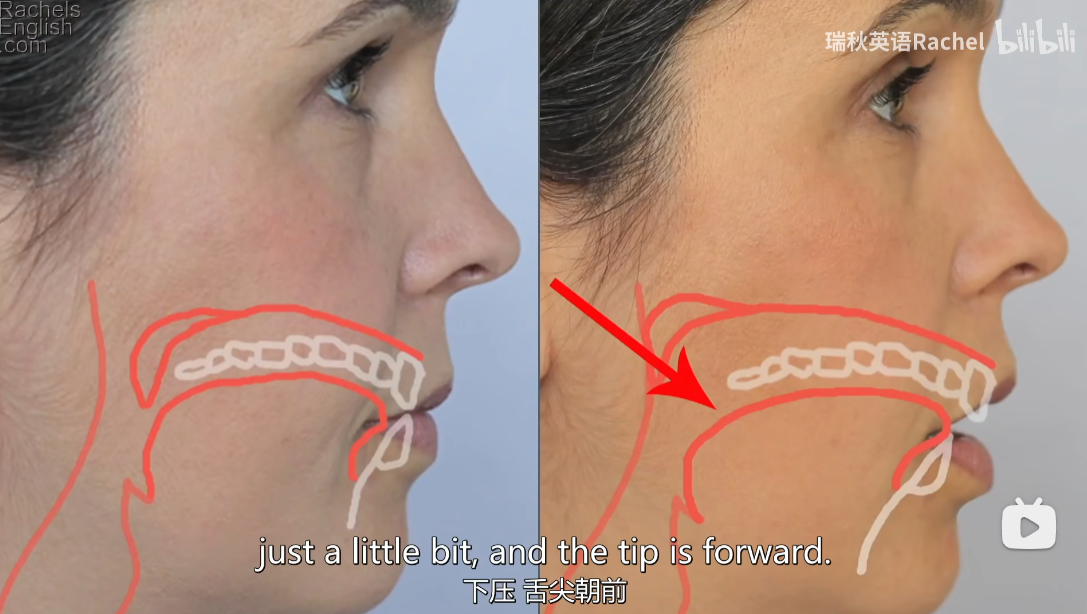 Rachels
English
.com
瑞秋英语Rachel bilibili
just a little bit, and the tip is forward.
下压 舌尖朝前